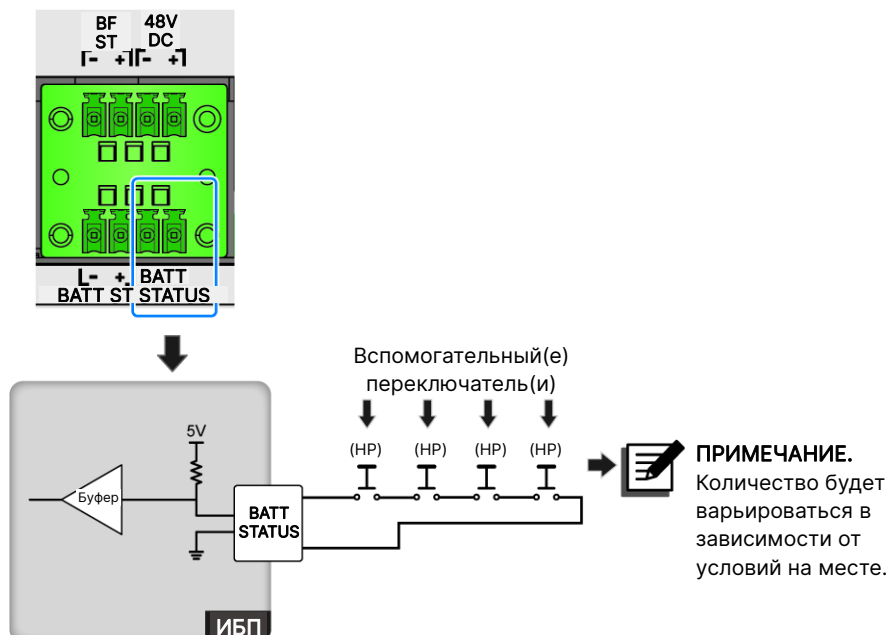 BF 48V
ST DC
- + - +
L- + BATT
BATT ST STATUS
Вспомогательный(е)
переключатель(и)
(НР) (НР) (НР) (НР)
5V
Буфер
BATT
STATUS
ИБП
ПРИМЕЧАНИЕ.
Количество будет
варьироваться в
зависимости от
условий на месте.